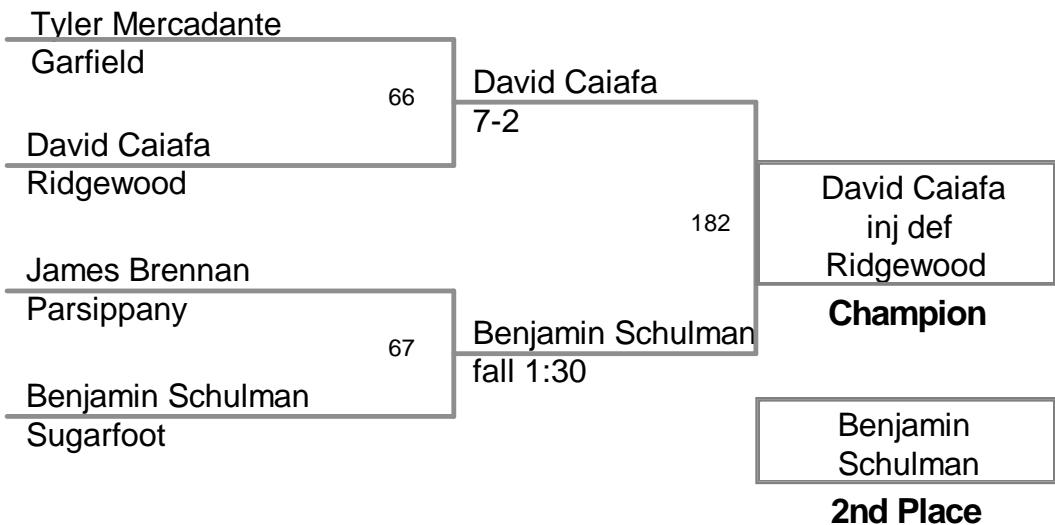 Tyler Mercadante
Garfield
66
David Caiafa
7-2
David Caiafa
Ridgewood
182
David Caiafa
inj def
Ridgewood
Champion
James Brennan
Parsippany
67
Benjamin Schulman
fall 1:30
Benjamin Schulman
Sugarfoot
Benjamin
Schulman
2nd Place